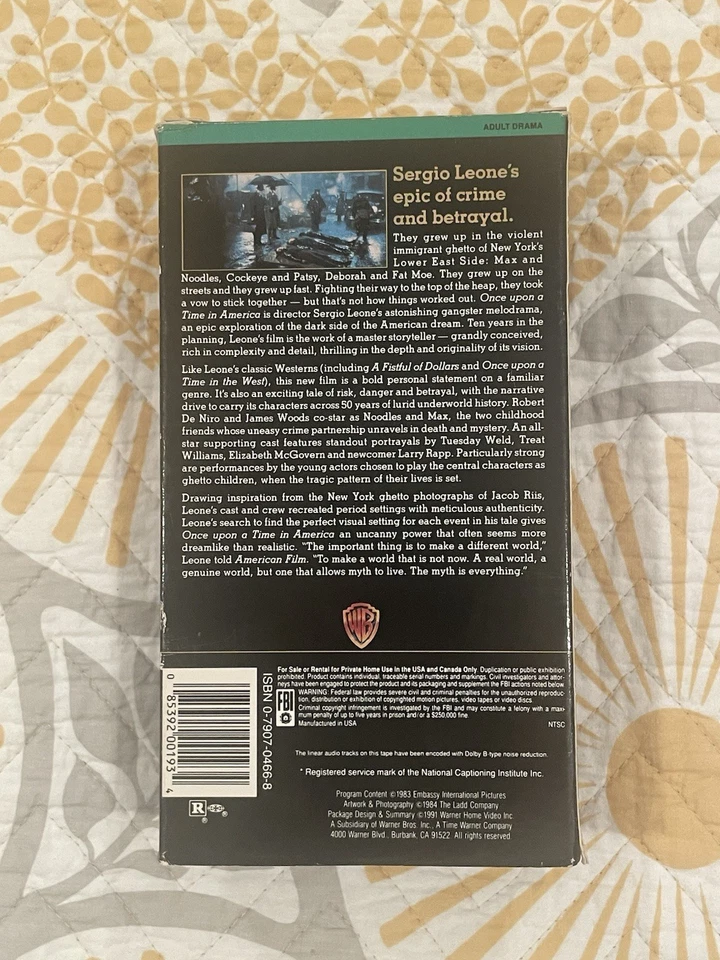 ADULT DRAMA
Sergio Leone's
epic of crime
and betrayal.
They grew up in the violent
immigrant ghetto of New York's
Lower East Side: Max and
Noodles, Cockeye and Patsy, Deborah and Fat Moe. They grew up on the
streets and they grew up fast. Fighting their way to the top of the heap, they took
a vow to stick together — but that's not how things worked out. Once upon a
Time in America is director Sergio Leone's astonishing gangster melodrama,
an epic exploration of the dark side of the American dream. Ten years in the
planning, Leone's film is the work of a master storyteller — grandly conceived,
rich in complexity and detail, thrilling in the depth and originality of its vision.
Like Leone's classic Westerns (including A Fistful of Dollars and Once upon a
Time in the West), this new film is a bold personal statement on a familiar
genre. It's also an exciting tale of risk, danger and betrayal, with the narrative
drive to carry its characters across 50 years of lurid underworld history. Robert
De Niro and James Woods co-star as Noodles and Max, the two childhood
friends whose uneasy crime partnership unravels in death and mystery. An all-
star supporting cast features standout portrayals by Tuesday Weld, Treat
Williams, Elizabeth McGovern and newcomer Larry Rapp. Particularly strong
are performances by the young actors chosen to play the central characters as
ghetto children, when the tragic pattern of their lives is set.
Drawing inspiration from the New York ghetto photographs of Jacob Riis,
Leone's cast and crew recreated period settings with meticulous authenticity.
Leone's search to find the perfect visual setting for each event in his tale gives
Once upon a Time in America an uncanny power that often seems more
dreamlike than realistic. "The important thing is to make a different world,"
Leone told American Film. "To make a world that is not now. A real world, a
genuine world, but one that allows myth to live. The myth is everything."
WB
For Sale or Rental for Private Home Use in the USA and Canada Only. Duplication or public exhibition
prohibited. Product contains individual, traceable serial numbers and markings. Civil investigators and attor-
neys have been engaged to protect the product and its packaging and supplement the FBI actions noted below.
FBI
WARNING: Federal law provides severe civil and criminal penalties for the unauthorized reproduc-
tion, distribution or exhibition of copyrighted motion pictures, video tapes or video discs.
Criminal copyright infringement is investigated by the FBI and may constitute a felony with a maxi-
mum penalty of up to five years in prison and/or a $250,000 fine.
Manufactured in USA NTSC
0 85392 00193 4
ISBN 0-7907-0466-8
The linear audio tracks on this tape have been encoded with Dolby B-type noise reduction.
* Registered service mark of the National Captioning Institute Inc.
R ®
®
Program Content ©1983 Embassy International Pictures
Artwork & Photography ©1984 The Ladd Company
Package Design & Summary ©1991 Warner Home Video Inc.
A Subsidiary of Warner Bros. Inc., A Time Warner Company
4000 Warner Blvd., Burbank, CA 91522. All rights reserved.